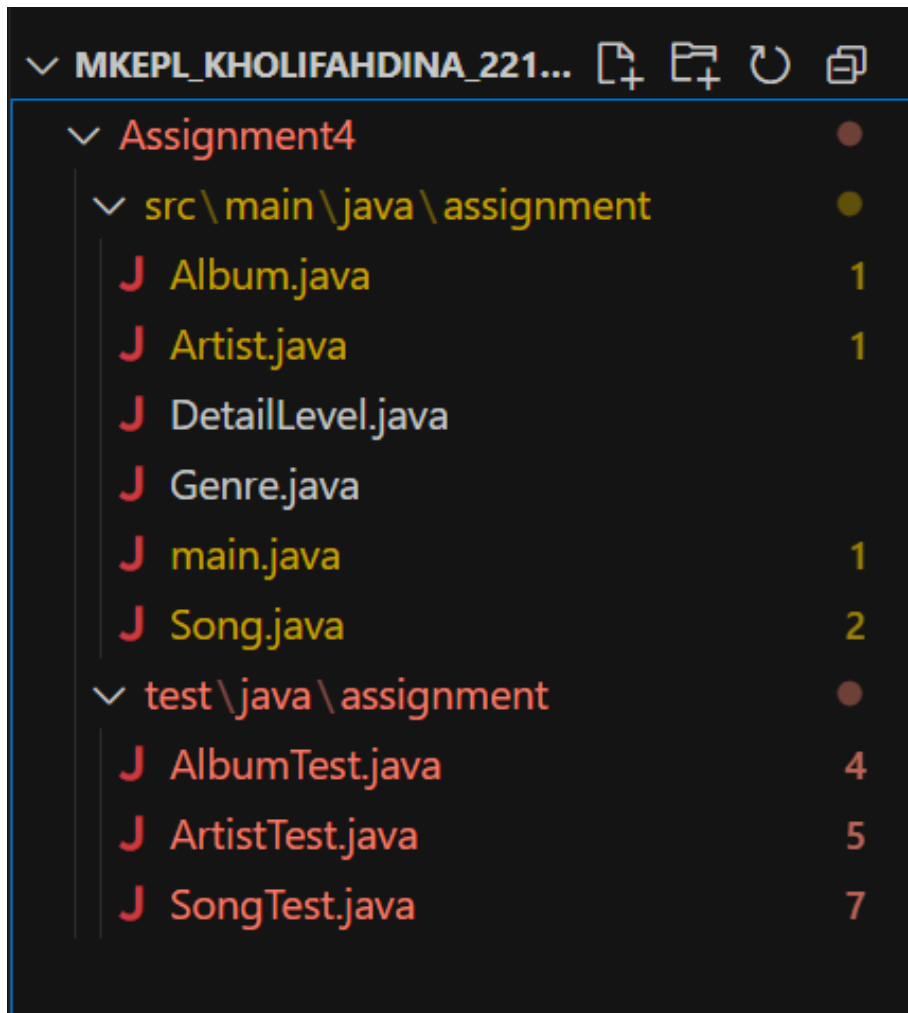 MKEPL_KHOLIFAHDINA_221...
Assignment4
src\main\java\assignment
J Album.java 1
J Artist.java 1
J DetailLevel.java
J Genre.java
J main.java 1
J Song.java 2
test\java\assignment
J AlbumTest.java 4
J ArtistTest.java 5
J SongTest.java 7